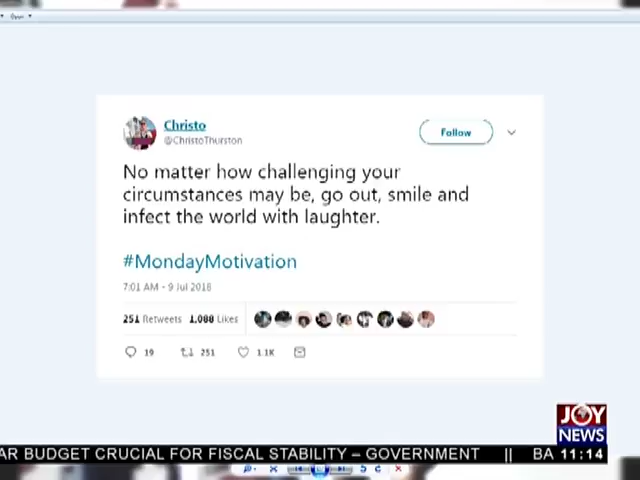 Open
Christo
@ChristoThurston
Follow
No matter how challenging your
circumstances may be, go out, smile and
infect the world with laughter.
#MondayMotivation
7:01 AM - 9 Jul 2018
251 Retweets 1,088 Likes
19 251 1.1K
JOY
NEWS
AR BUDGET CRUCIAL FOR FISCAL STABILITY – GOVERNMENT || BA 11:14